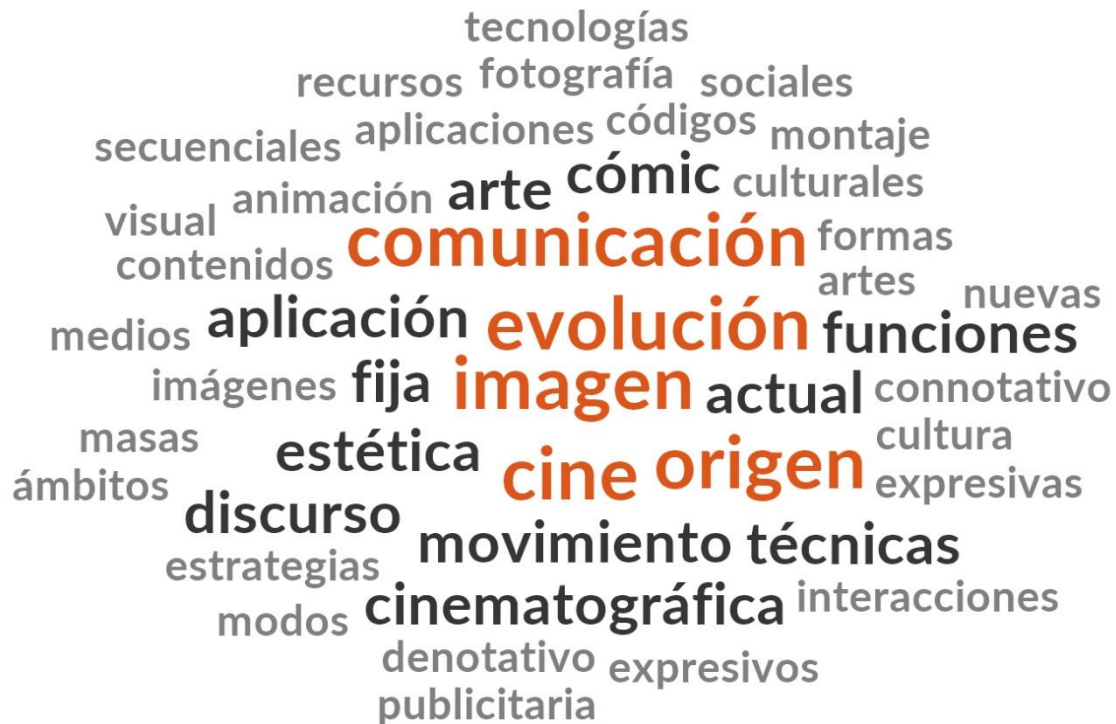 tecnologías
recursos fotografía sociales
secuenciales aplicaciones códigos montaje
animación arte cómic culturales
visual comunicación formas
contenidos artes
medios aplicación evolución funciones nuevas
imágenes fija imagen actual connotativo
masas estética cine origen cultura
ámbitos expresivas
discurso movimiento técnicas
estrategias
modos cinematográfica interacciones
denotativo expresivos
publicitaria